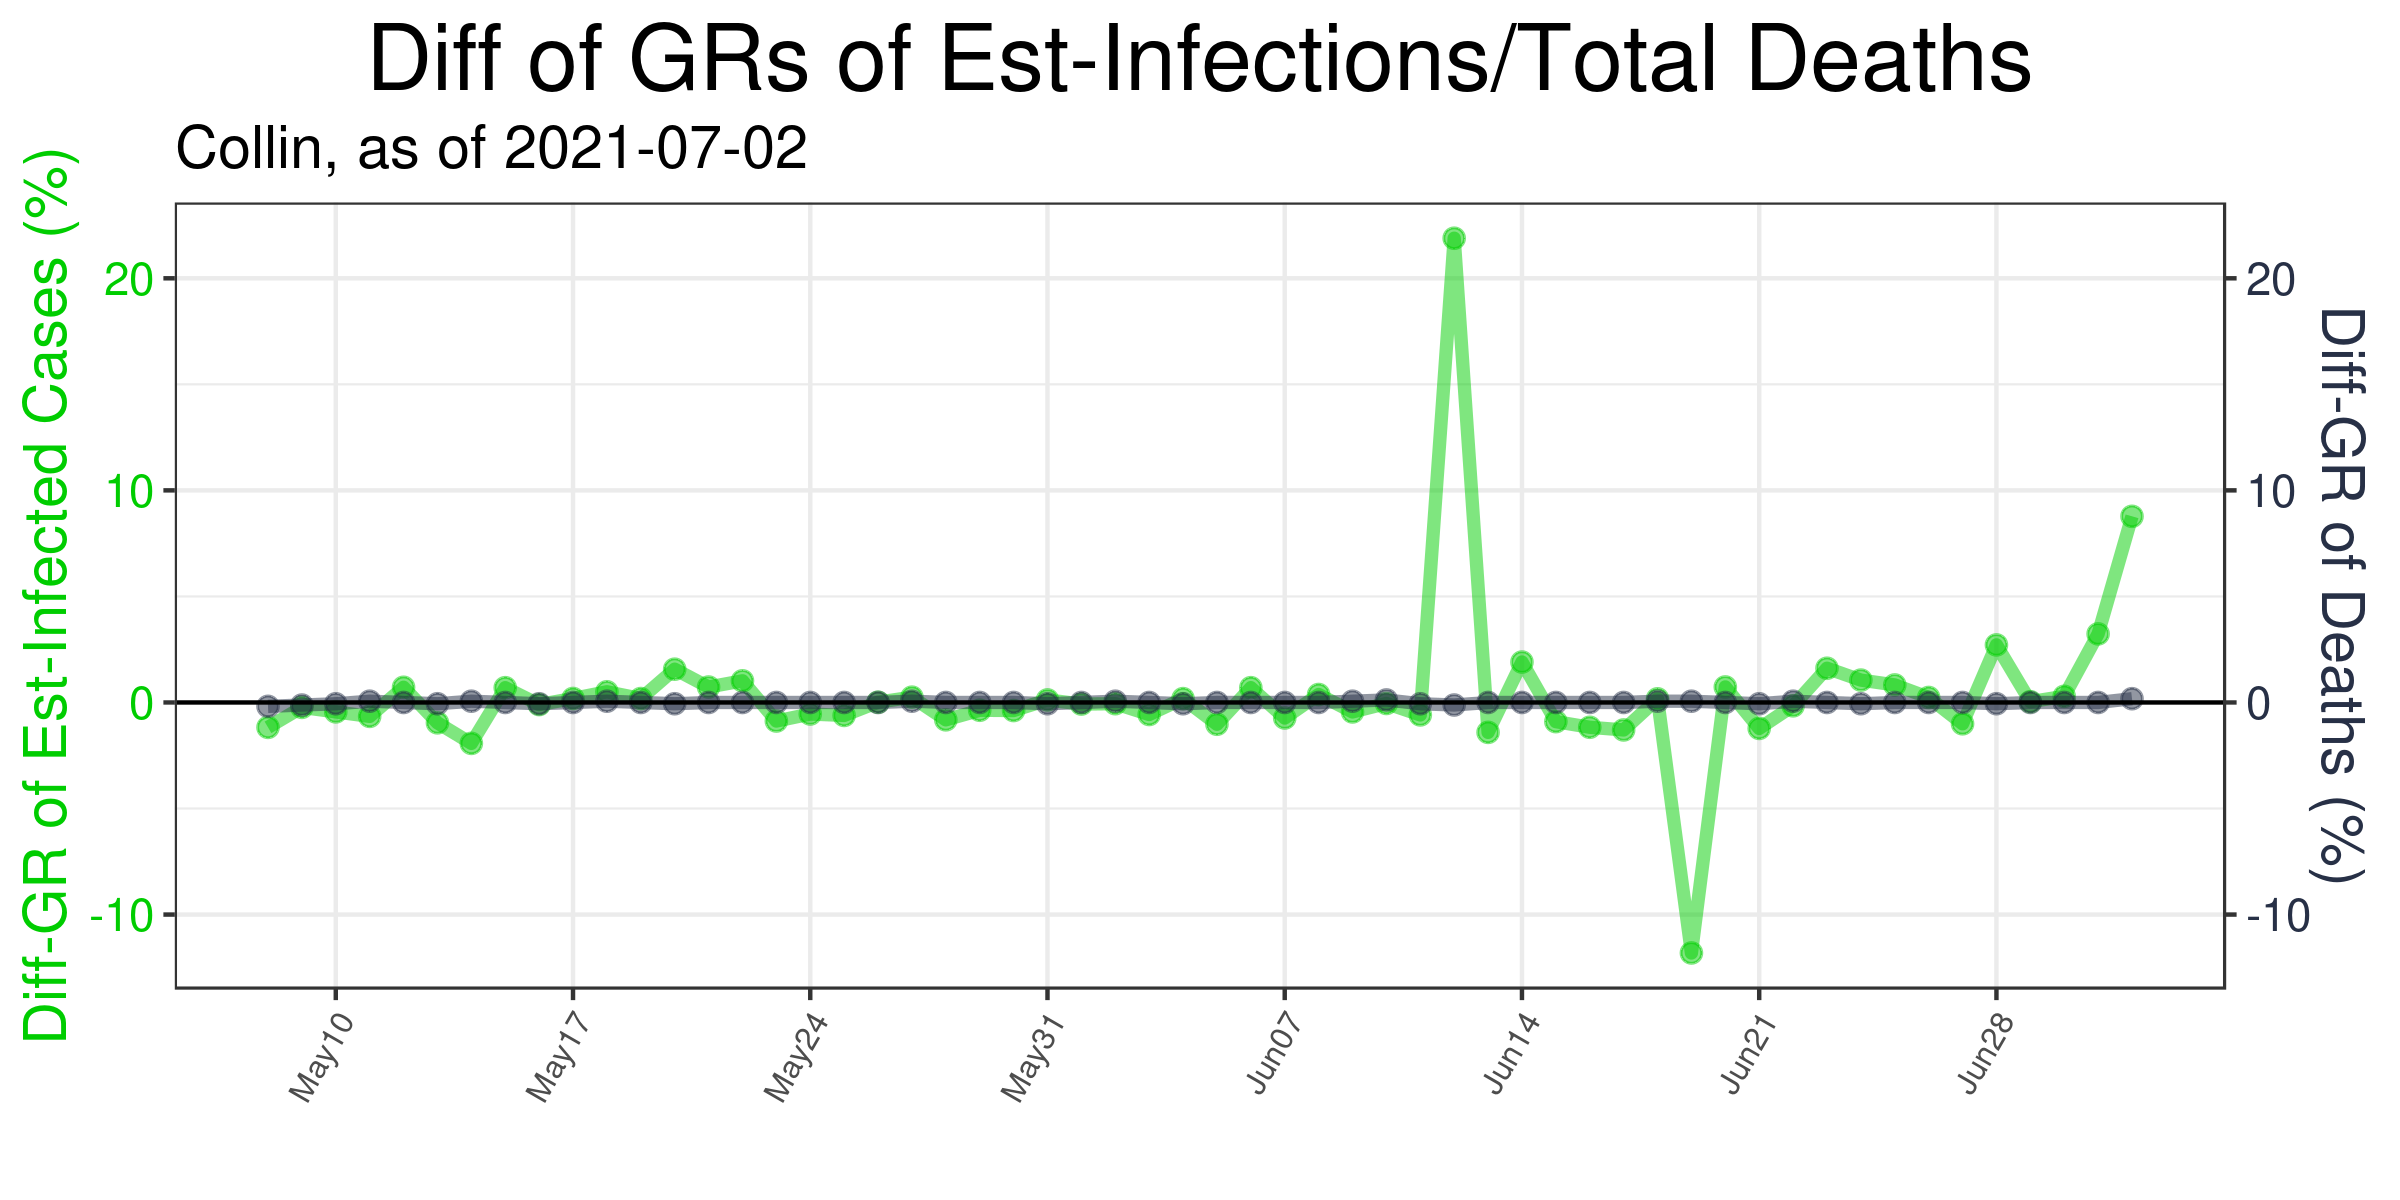 Diff of GRs of Est-Infections/Total Deaths
Collin, as of 2021-07-02
Diff-GR of Est-Infected Cases (%)
20
10
0
-10
20
10
0
-10
Diff-GR of Deaths (%)
May10
May17
May24
May31
Jun07
Jun14
Jun21
Jun28